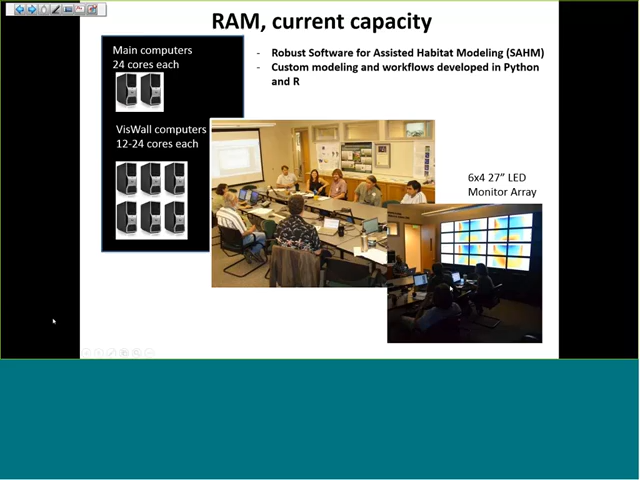 RAM, current capacity
Main computers
24 cores each
VisWall computers
12-24 cores each
- Robust Software for Assisted Habitat Modeling (SAHM)
- Custom modeling and workflows developed in Python
and R
6x4 27” LED
Monitor Array